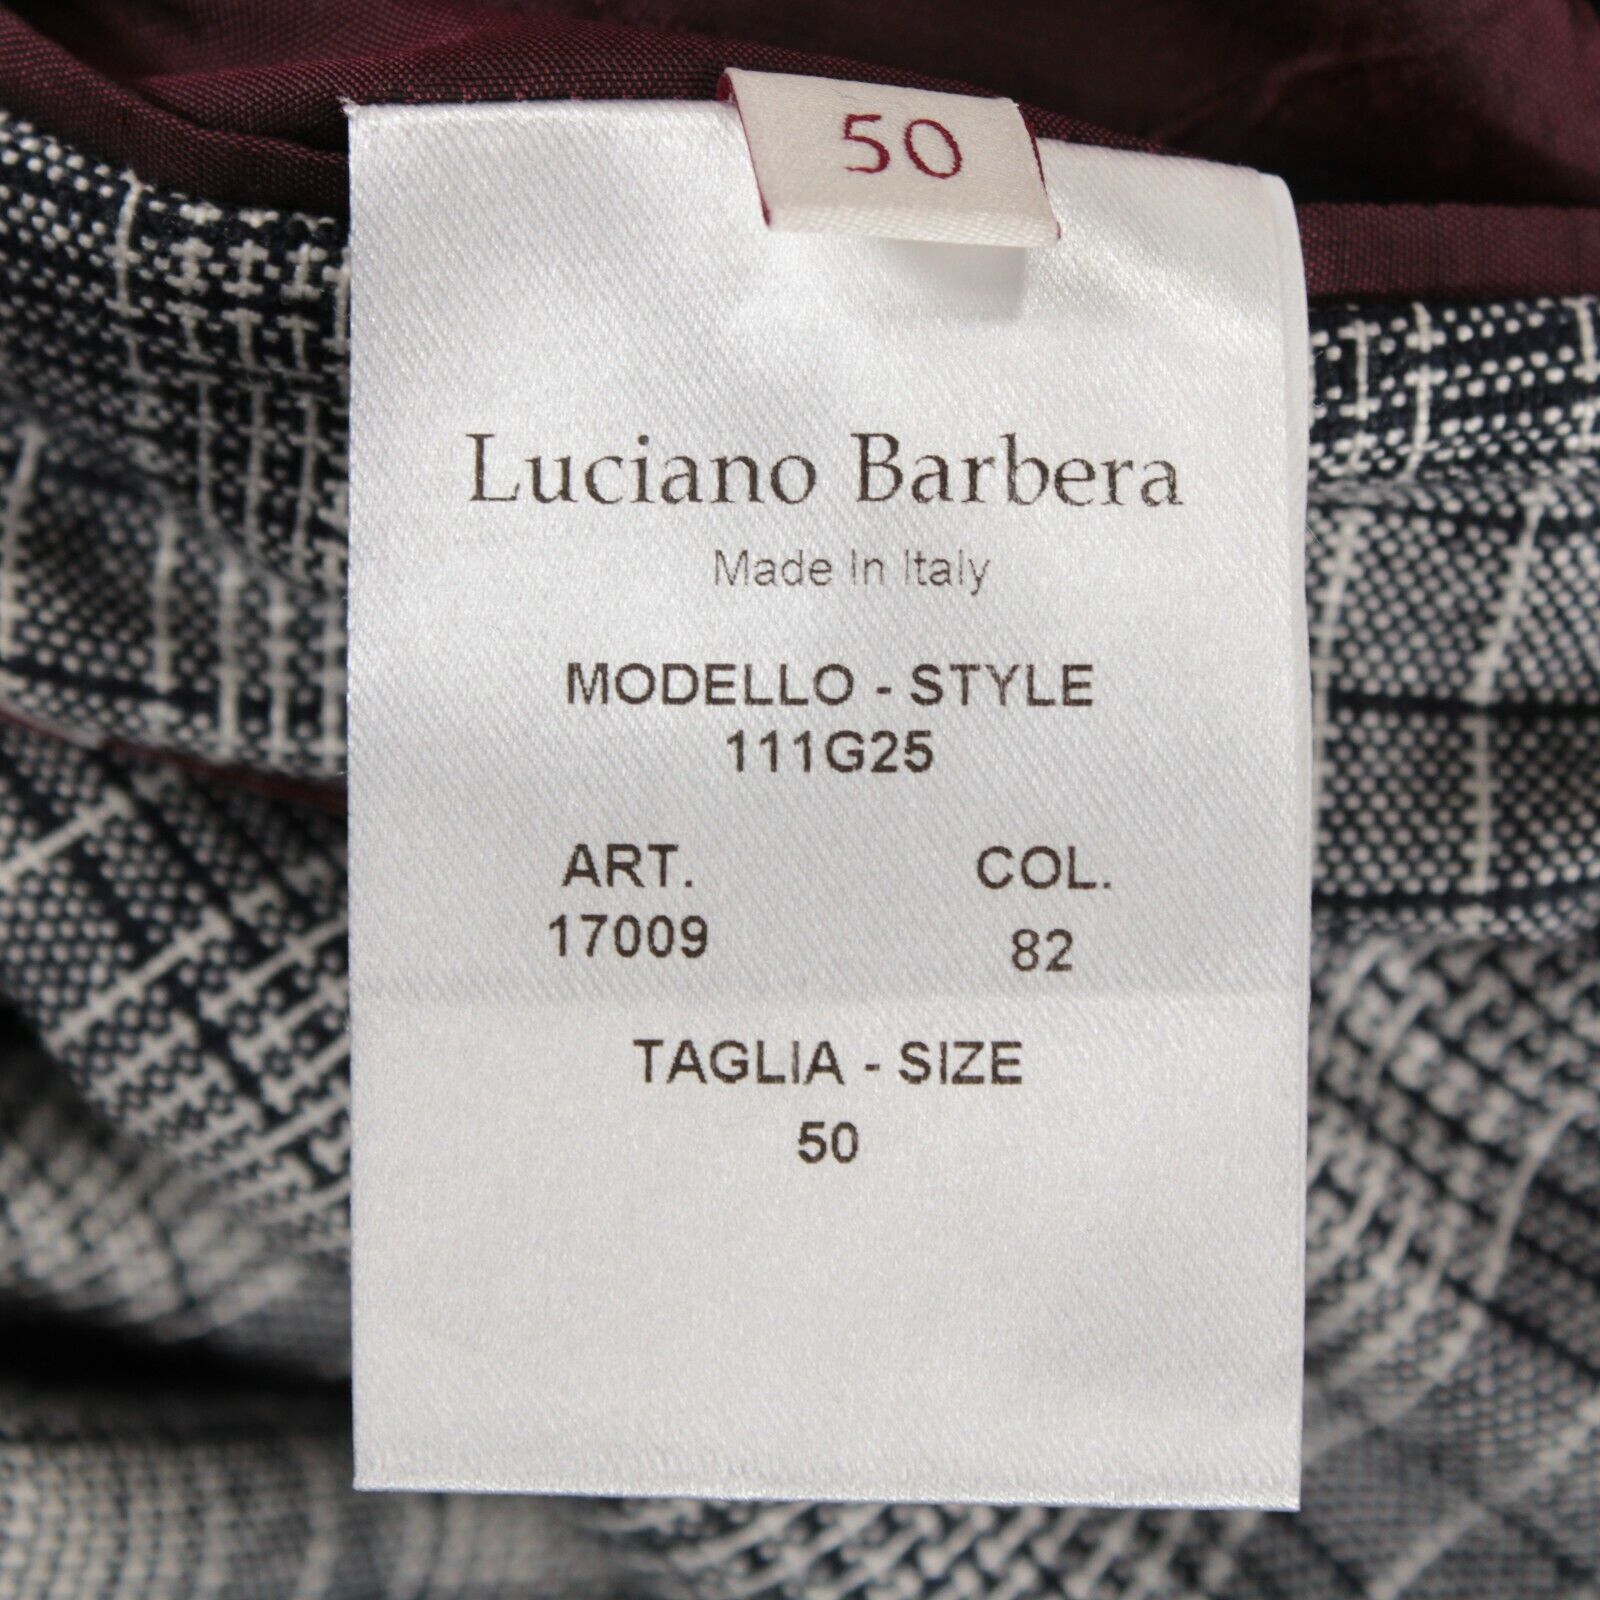 50
Luciano Barbera
Made In Italy
MODELLO - STYLE
111G25
ART. COL.
17009 82
TAGLIA - SIZE
50